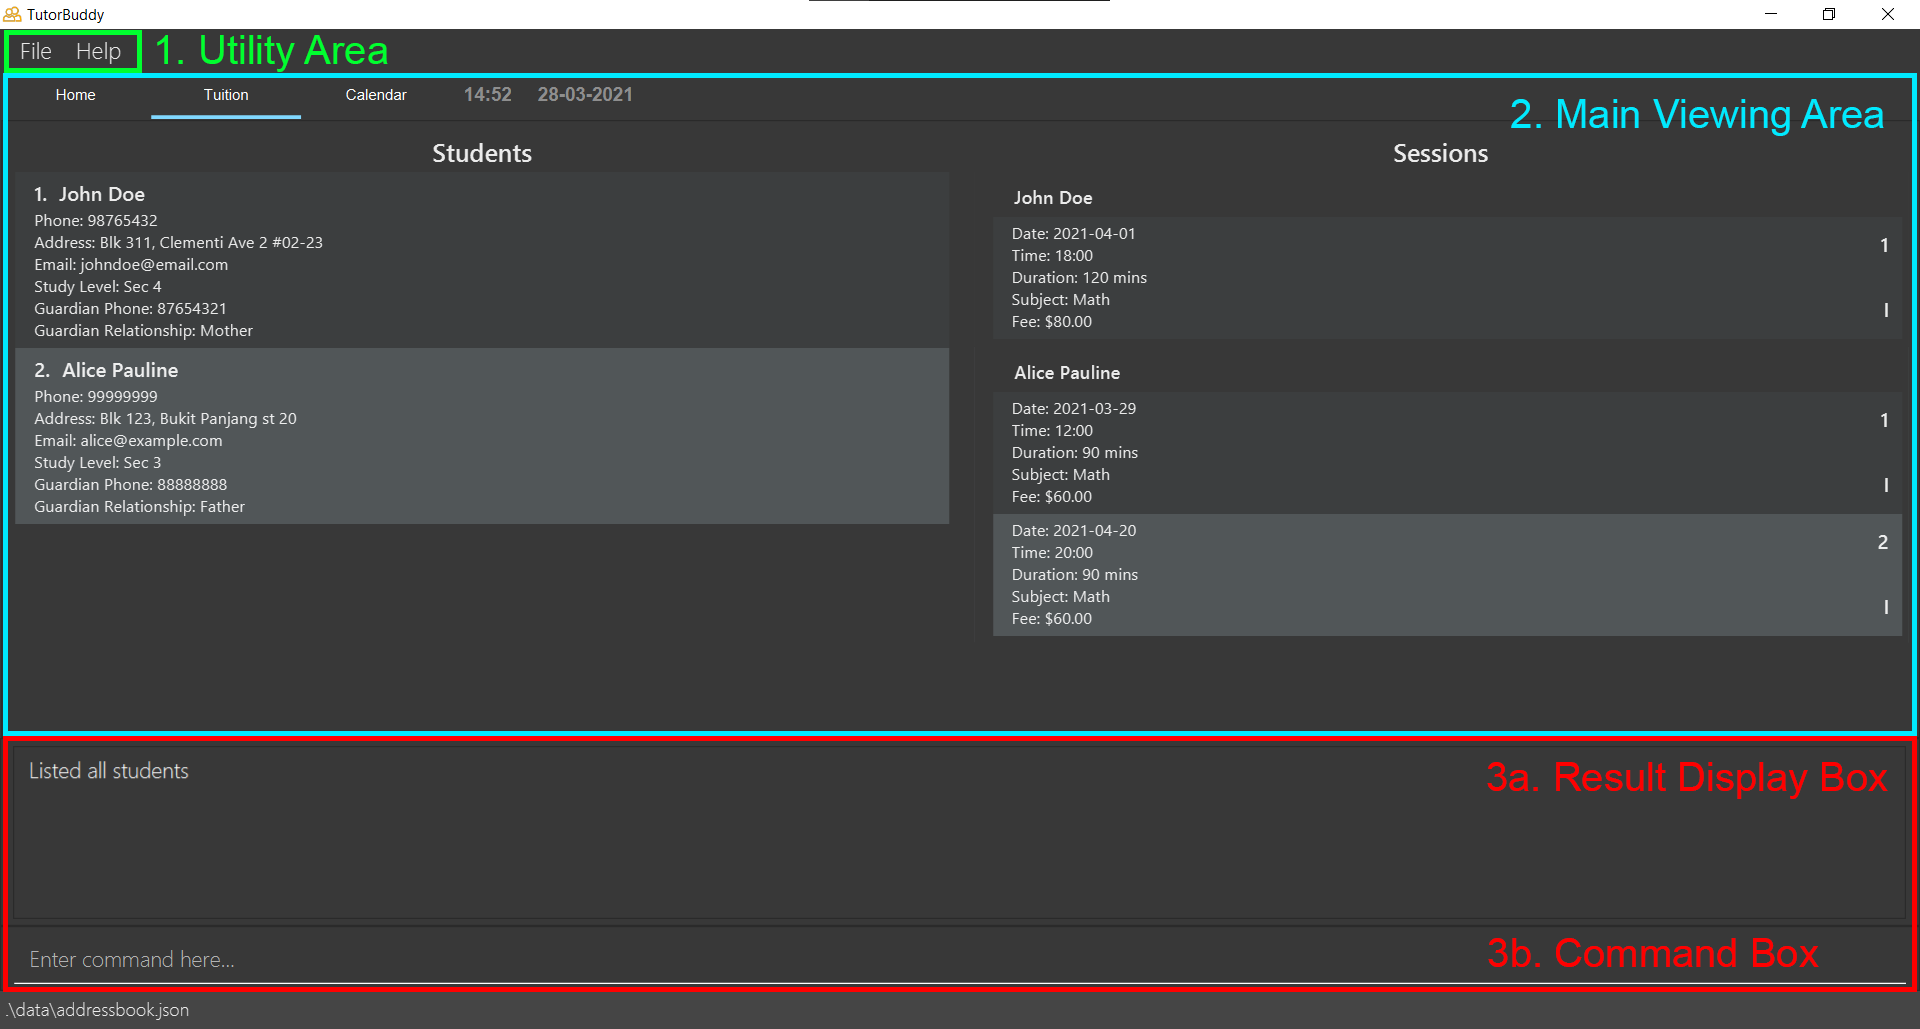 TutorBuddy
File Help 1. Utility Area
Home Tuition Calendar 14:52 28-03-2021
2. Main Viewing Area
Students
1. John Doe
Phone: 98765432
Address: Blk 311, Clementi Ave 2 #02-23
Email: johndoe@email.com
Study Level: Sec 4
Guardian Phone: 87654321
Guardian Relationship: Mother
2. Alice Pauline
Phone: 99999999
Address: Blk 123, Bukit Panjang st 20
Email: alice@example.com
Study Level: Sec 3
Guardian Phone: 88888888
Guardian Relationship: Father
Sessions
John Doe
Date: 2021-04-01
1
Time: 18:00
Duration: 120 mins
Subject: Math
I
Fee: $80.00
Alice Pauline
Date: 2021-03-29
1
Time: 12:00
Duration: 90 mins
Subject: Math
I
Fee: $60.00
Date: 2021-04-20
2
Time: 20:00
Duration: 90 mins
Subject: Math
I
Fee: $60.00
Listed all students
3a. Result Display Box
Enter command here...
3b. Command Box
.\data\addressbook.json